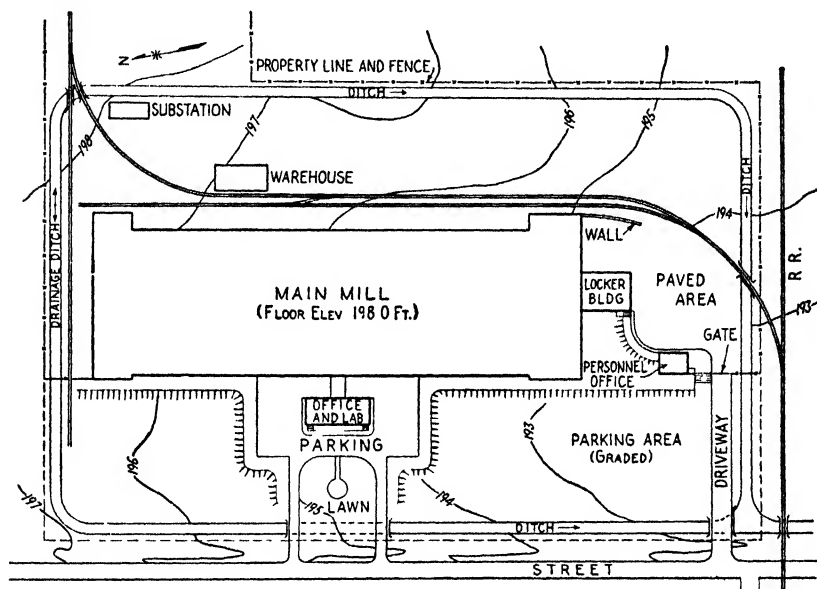 N
PROPERTY LINE AND FENCE
DITCH
SUBSTATION
197
196
195
198
WAREHOUSE
DITCH
194
WALL
R R.
DRAINAGE DITCH
MAIN MILL
(FLOOR ELEV 198 0 FT.)
LOCKER
BLDG
PAVED
AREA
193
GATE
PERSONNEL
OFFICE
OFFICE
AND LAB
PARKING
193
PARKING AREA
(GRADED)
DRIVEWAY
196
197
195
194
LAWN
DITCH
STREET